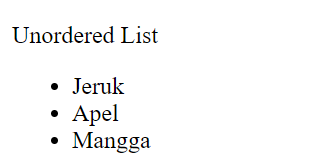 Unordered List
• Jeruk
• Apel
• Mangga